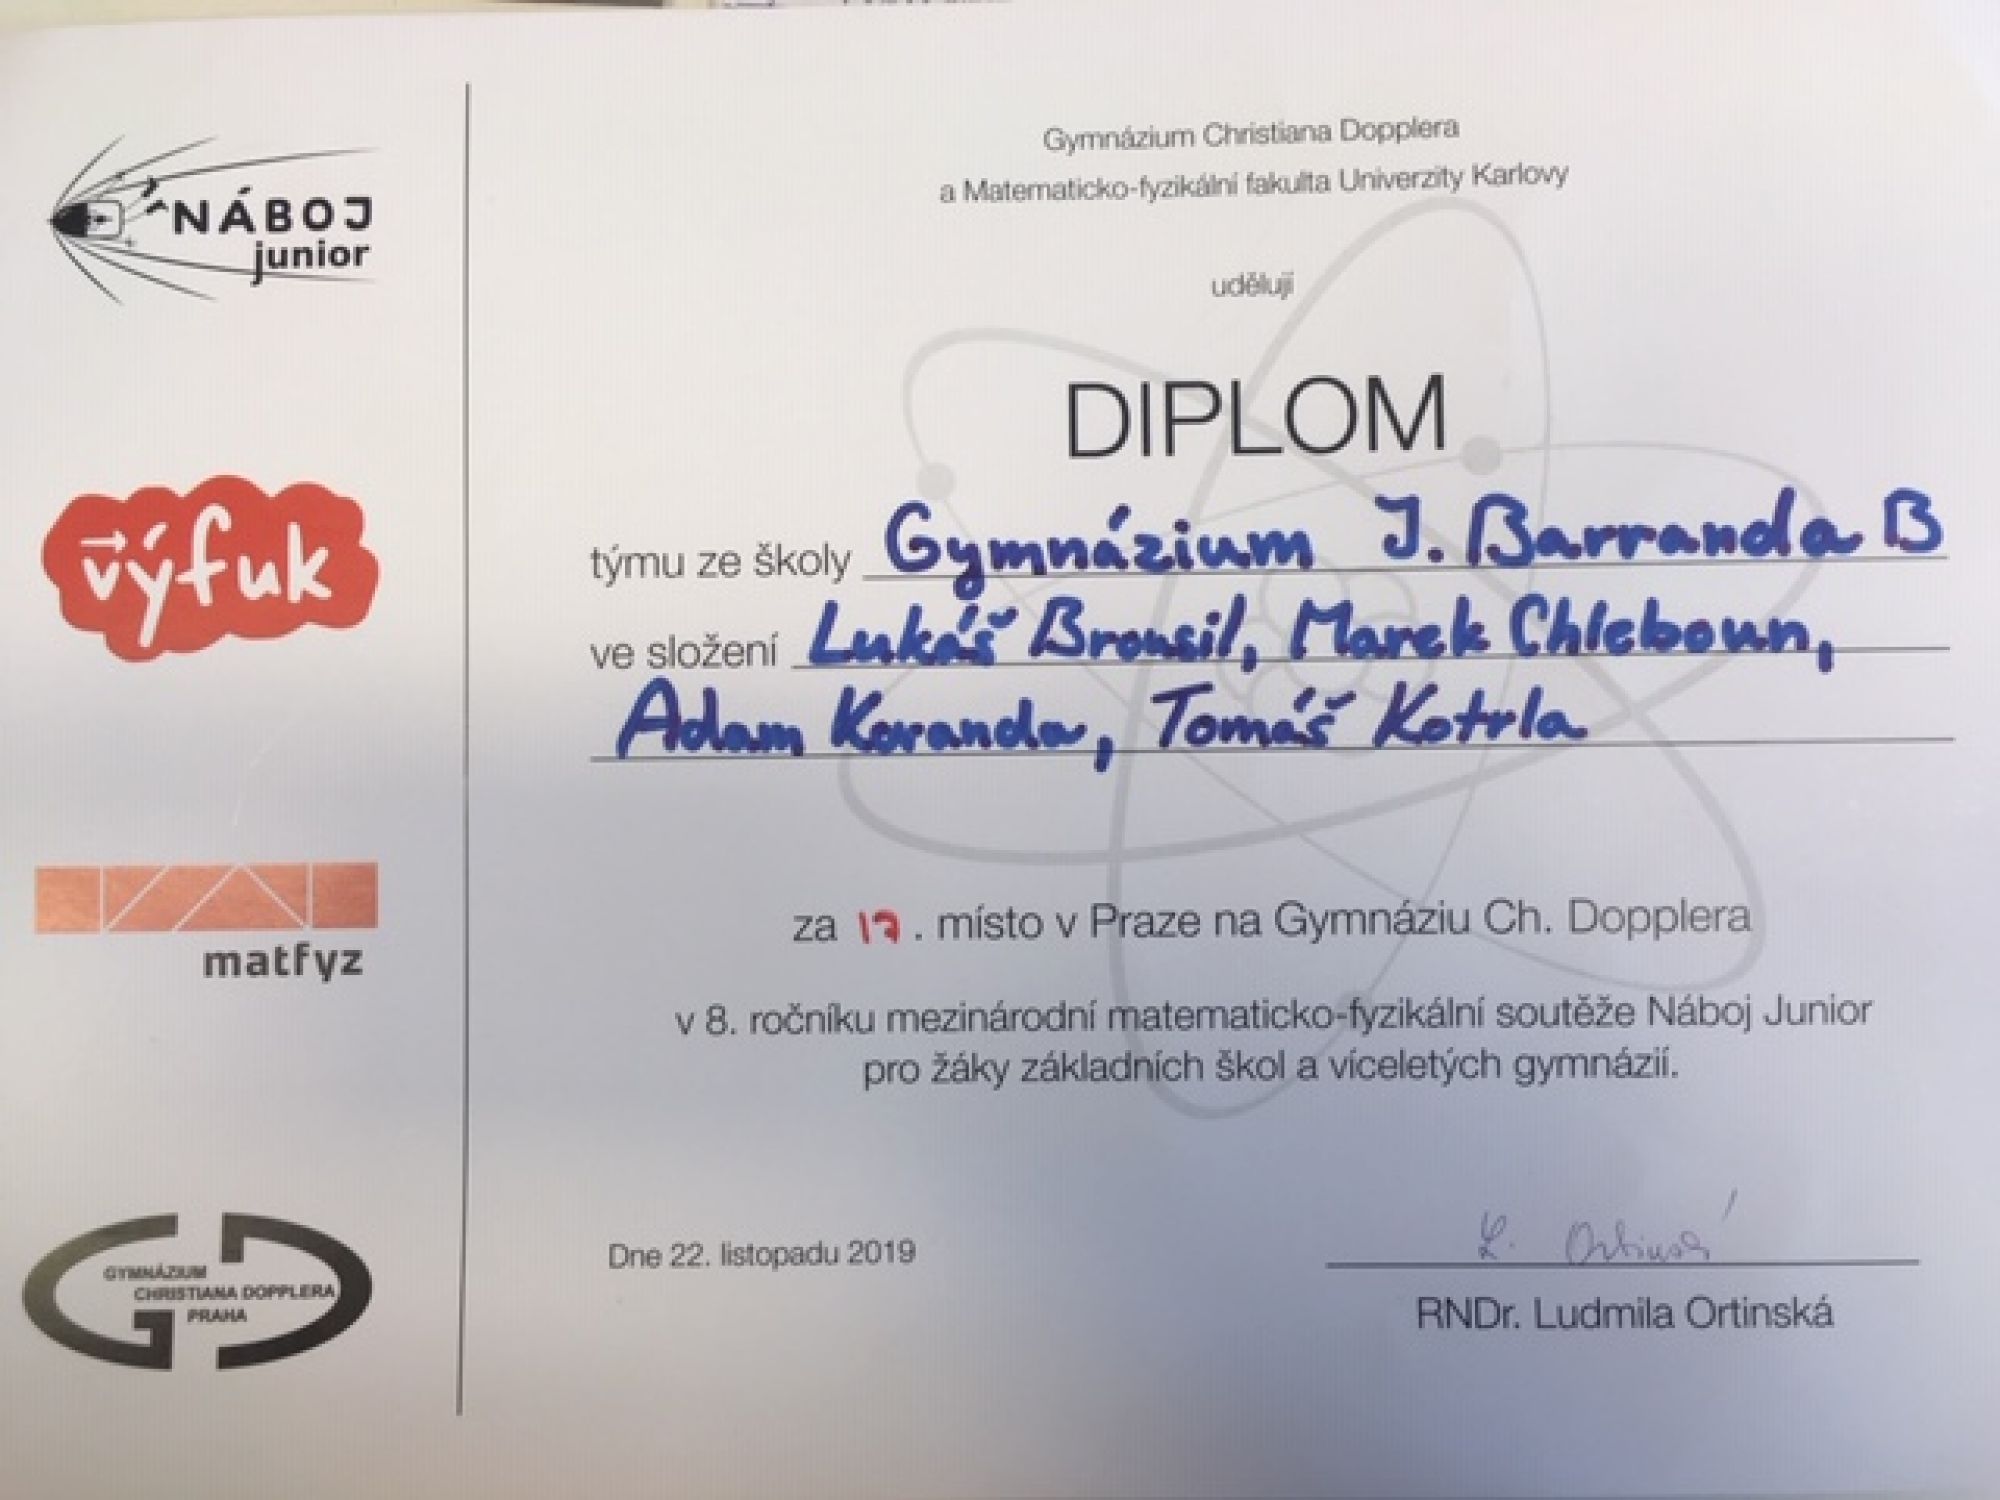 NÁBOJ
junior
výfuk
matfyz
GYMNÁZIUM
CHRISTIANA DOPPLERA
PRAHA
Gymnázium Christiana Dopplera
a Matematicko-fyzikální fakulta Univerzity Karlovy
udělují
DIPLOM
týmu ze školy Gymnázium J. Barranda B
ve složení Lukáš Brousil, Marek Chleboun,
Adam Koranda, Tomáš Kotrla
za 17. místo v Praze na Gymnáziu Ch. Dopplera
v 8. ročníku mezinárodní matematicko-fyzikální soutěže Náboj Junior
pro žáky základních škol a víceletých gymnázií.
Dne 22. listopadu 2019
L. Ortinská
RNDr. Ludmila Ortinská